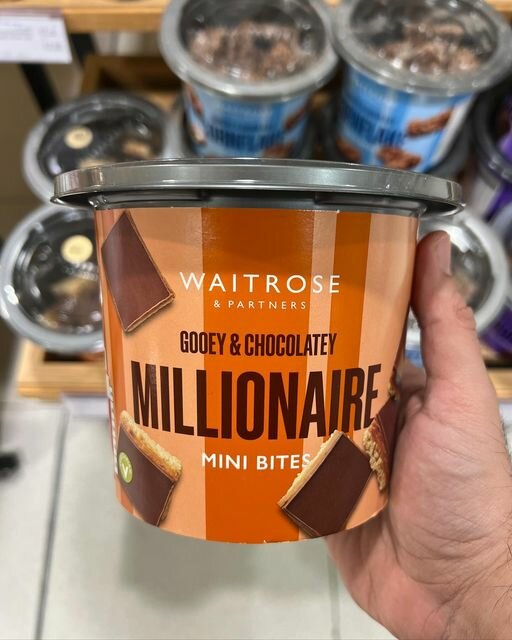 WAITROSE
& PARTNERS
GOOEY & CHOCOLATEY
MILLIONAIRE
MINI BITES